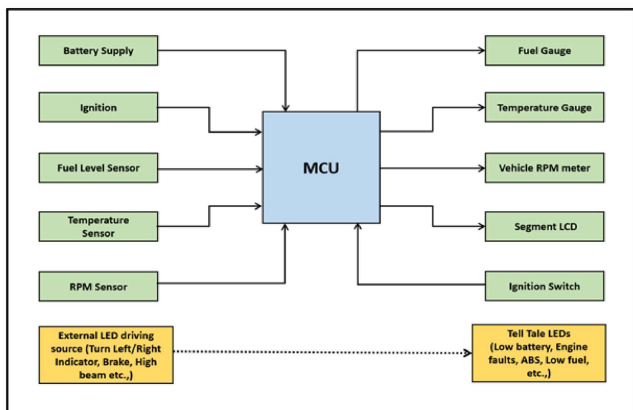 Battery Supply
Ignition
Fuel Level Sensor
Temperature
Sensor
RPM Sensor
External LED driving
source (Turn Left/Right
Indicator, Brake, High
beam etc.,)
MCU
Fuel Gauge
Temperature Gauge
Vehicle RPM meter
Segment LCD
Ignition Switch
Tell Tale LEDs
(Low battery, Engine
faults, ABS, Low fuel,
etc.,)